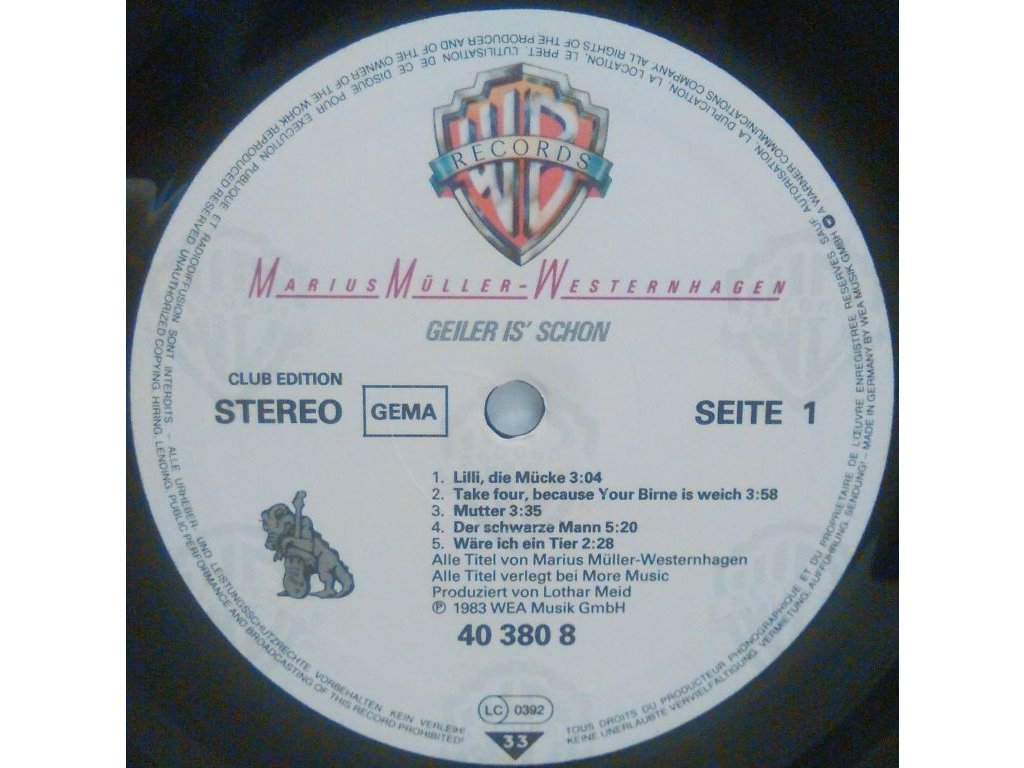 WB
RECORDS
MARIUS MÜLLER-WESTERNHAGEN
GEILER IS' SCHON
CLUB EDITION
STEREO
GEMA
SEITE 1
1. Lilli, die Mücke 3:04
2. Take four, because Your Birne is weich 3:58
3. Mutter 3:35
4. Der schwarze Mann 5:20
5. Wäre ich ein Tier 2:28
Alle Titel von Marius Müller-Westernhagen
Alle Titel verlegt bei More Music
Produziert von Lothar Meid
℗ 1983 WEA Musik GmbH
40 380 8
LC 0392
33
TOUS DROITS DU PRODUCTEUR PHONOGRAPHIQUE ET DU PROPRIETAIRE DE L'ŒUVRE ENREGISTREE RESERVES SAUF AUTORISATION, LA DUPLICATION, LA LOCATION, LE PRET, L'UTILISATION DE CE DISQUE POUR EXECUTION PUBLIQUE ET RADIODIFFUSION SONT INTERDITS – ALLE URHEBER- UND LEISTUNGSSCHUTZRECHTE VORBEHALTEN KEIN VERLEIH!
KEINE UNERLAUBTE VERVIELFÄLTIGUNG, VERMIETUNG, AUFFÜHRUNG, SENDUNG! – MADE IN GERMANY BY WEA MUSIK GMBH A WARNER COMMUNICATIONS COMPANY. ALL RIGHTS OF THE PRODUCER AND OF THE OWNER OF THE WORK REPRODUCED RESERVED UNAUTHORIZED COPYING, HIRING, LENDING, PUBLIC PERFORMANCE AND BROADCASTING OF THIS RECORD PROHIBITED!